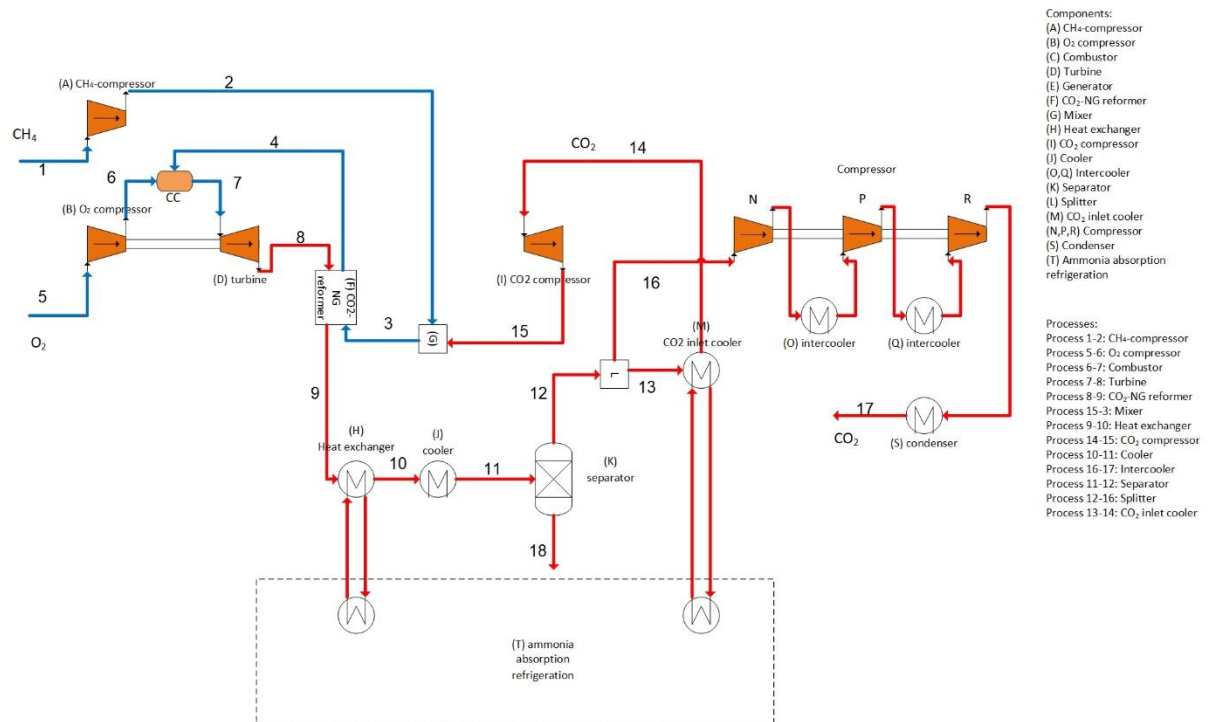 Components:
(A) CH₄-compressor
(B) O₂ compressor
(C) Combustor
(D) Turbine
(E) Generator
(F) CO₂-NG reformer
(G) Mixer
(H) Heat exchanger
(I) CO₂ compressor
(J) Cooler
(O,Q) Intercooler
(K) Separator
(L) Splitter
(M) CO₂ inlet cooler
(N,P,R) Compressor
(S) Condenser
(T) Ammonia absorption
refrigeration
Processes:
Process 1-2: CH₄-compressor
Process 5-6: O₂ compressor
Process 6-7: Combustor
Process 7-8: Turbine
Process 8-9: CO₂-NG reformer
Process 15-3: Mixer
Process 9-10: Heat exchanger
Process 14-15: CO₂ compressor
Process 10-11: Cooler
Process 16-17: Intercooler
Process 11-12: Separator
Process 12-16: Splitter
Process 13-14: CO₂ inlet cooler
(A) CH₄-compressor
2
CH₄
1
4
6
CC
7
(B) O₂ compressor
8
(D) turbine
5
O₂
(F) CO2-
NG
reformer
3
(G)
15
CO₂
14
(I) CO2 compressor
16
Compressor
N
P
R
(O) intercooler
(Q) intercooler
(M)
CO2 inlet cooler
L
13
12
9
(H)
Heat exchanger
10
(J)
cooler
11
(K)
separator
18
17
CO₂
(S) condenser
(T) ammonia
absorption
refrigeration